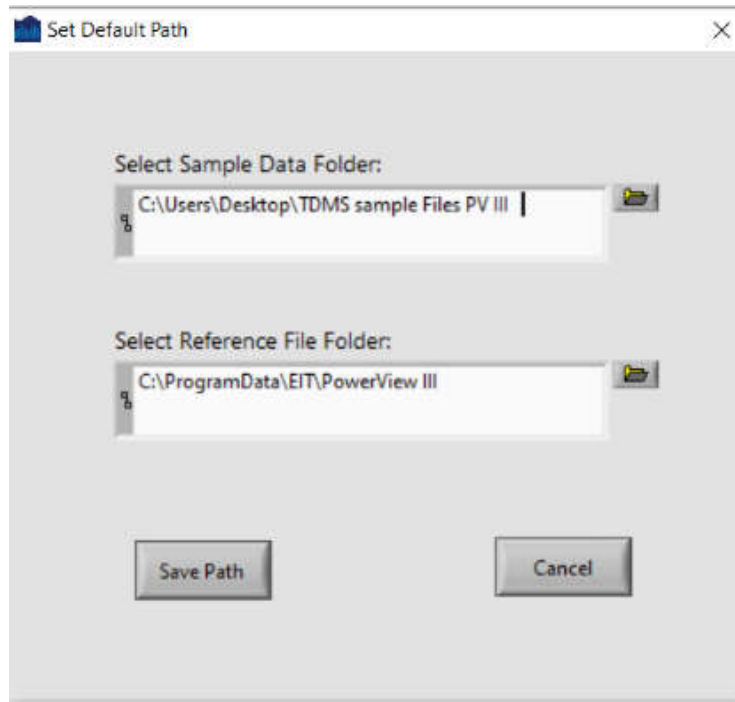 Set Default Path
Select Sample Data Folder:
C:\Users\Desktop\TDMS sample Files PV III
Select Reference File Folder:
C:\ProgramData\EIT\PowerView III
Save Path
Cancel